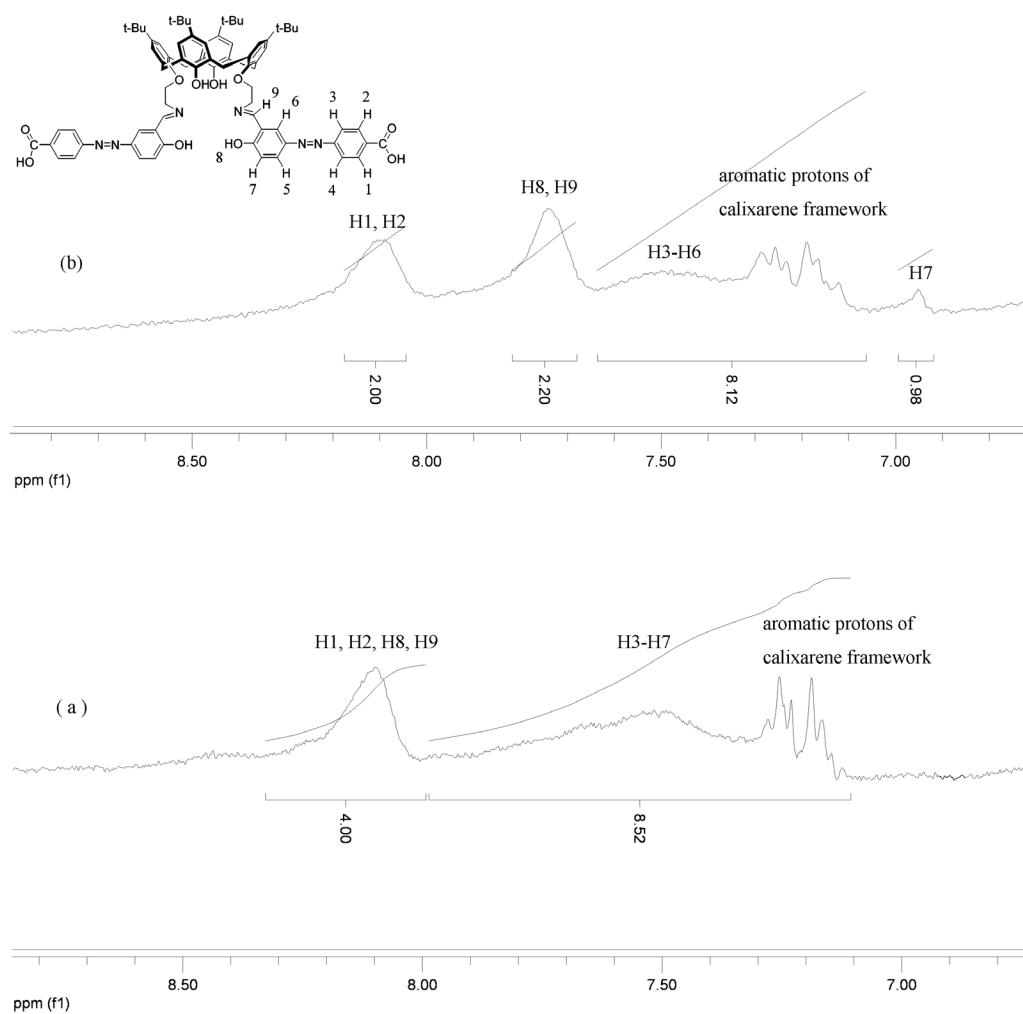 t-Bu t-Bu t-Bu t-Bu
O OH OH O
N N
H 9 6 3 2
H H H
O C HO N=N OH
HO N=N C O OH
8
H H H H
7 5 4 1
aromatic protons of
calixarene framework
H8, H9
H1, H2
H3-H6
(b)
H7
2.00 2.20 8.12 0.98
8.50 8.00 7.50 7.00
ppm (f1)
H1, H2, H8, H9
H3-H7
aromatic protons of
calixarene framework
( a )
4.00 8.52
8.50 8.00 7.50 7.00
ppm (f1)